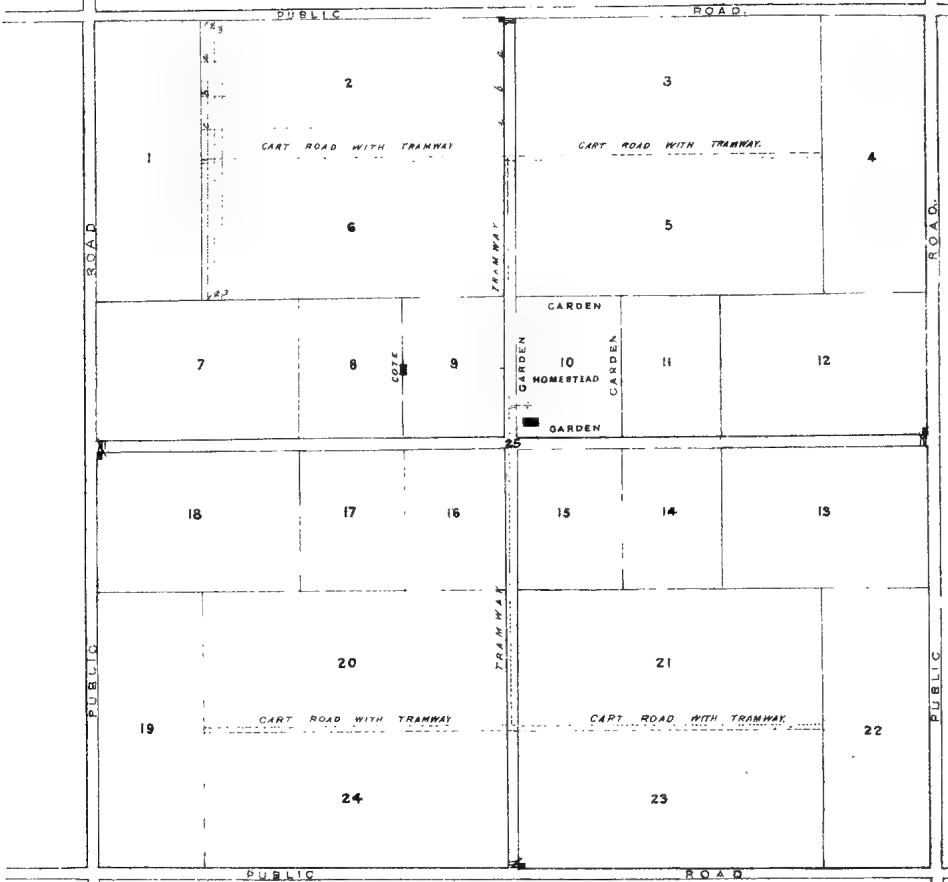 PUBLIC ROAD.
2 3
1 4
CART ROAD WITH TRAMWAY CART ROAD WITH TRAMWAY.
6 5
ROAD TRAMWAY ROAD.
GARDEN
7 8 COTE 9 GARDEN 10 GARDEN 11 12
HOMESTEAD
GARDEN
25
18 17 16 15 14 13
TRAMWAY
PUBLIC 20 21 PUBLIC
CART ROAD WITH TRAMWAY CART ROAD WITH TRAMWAY.
19 22
24 23
PUBLIC ROAD